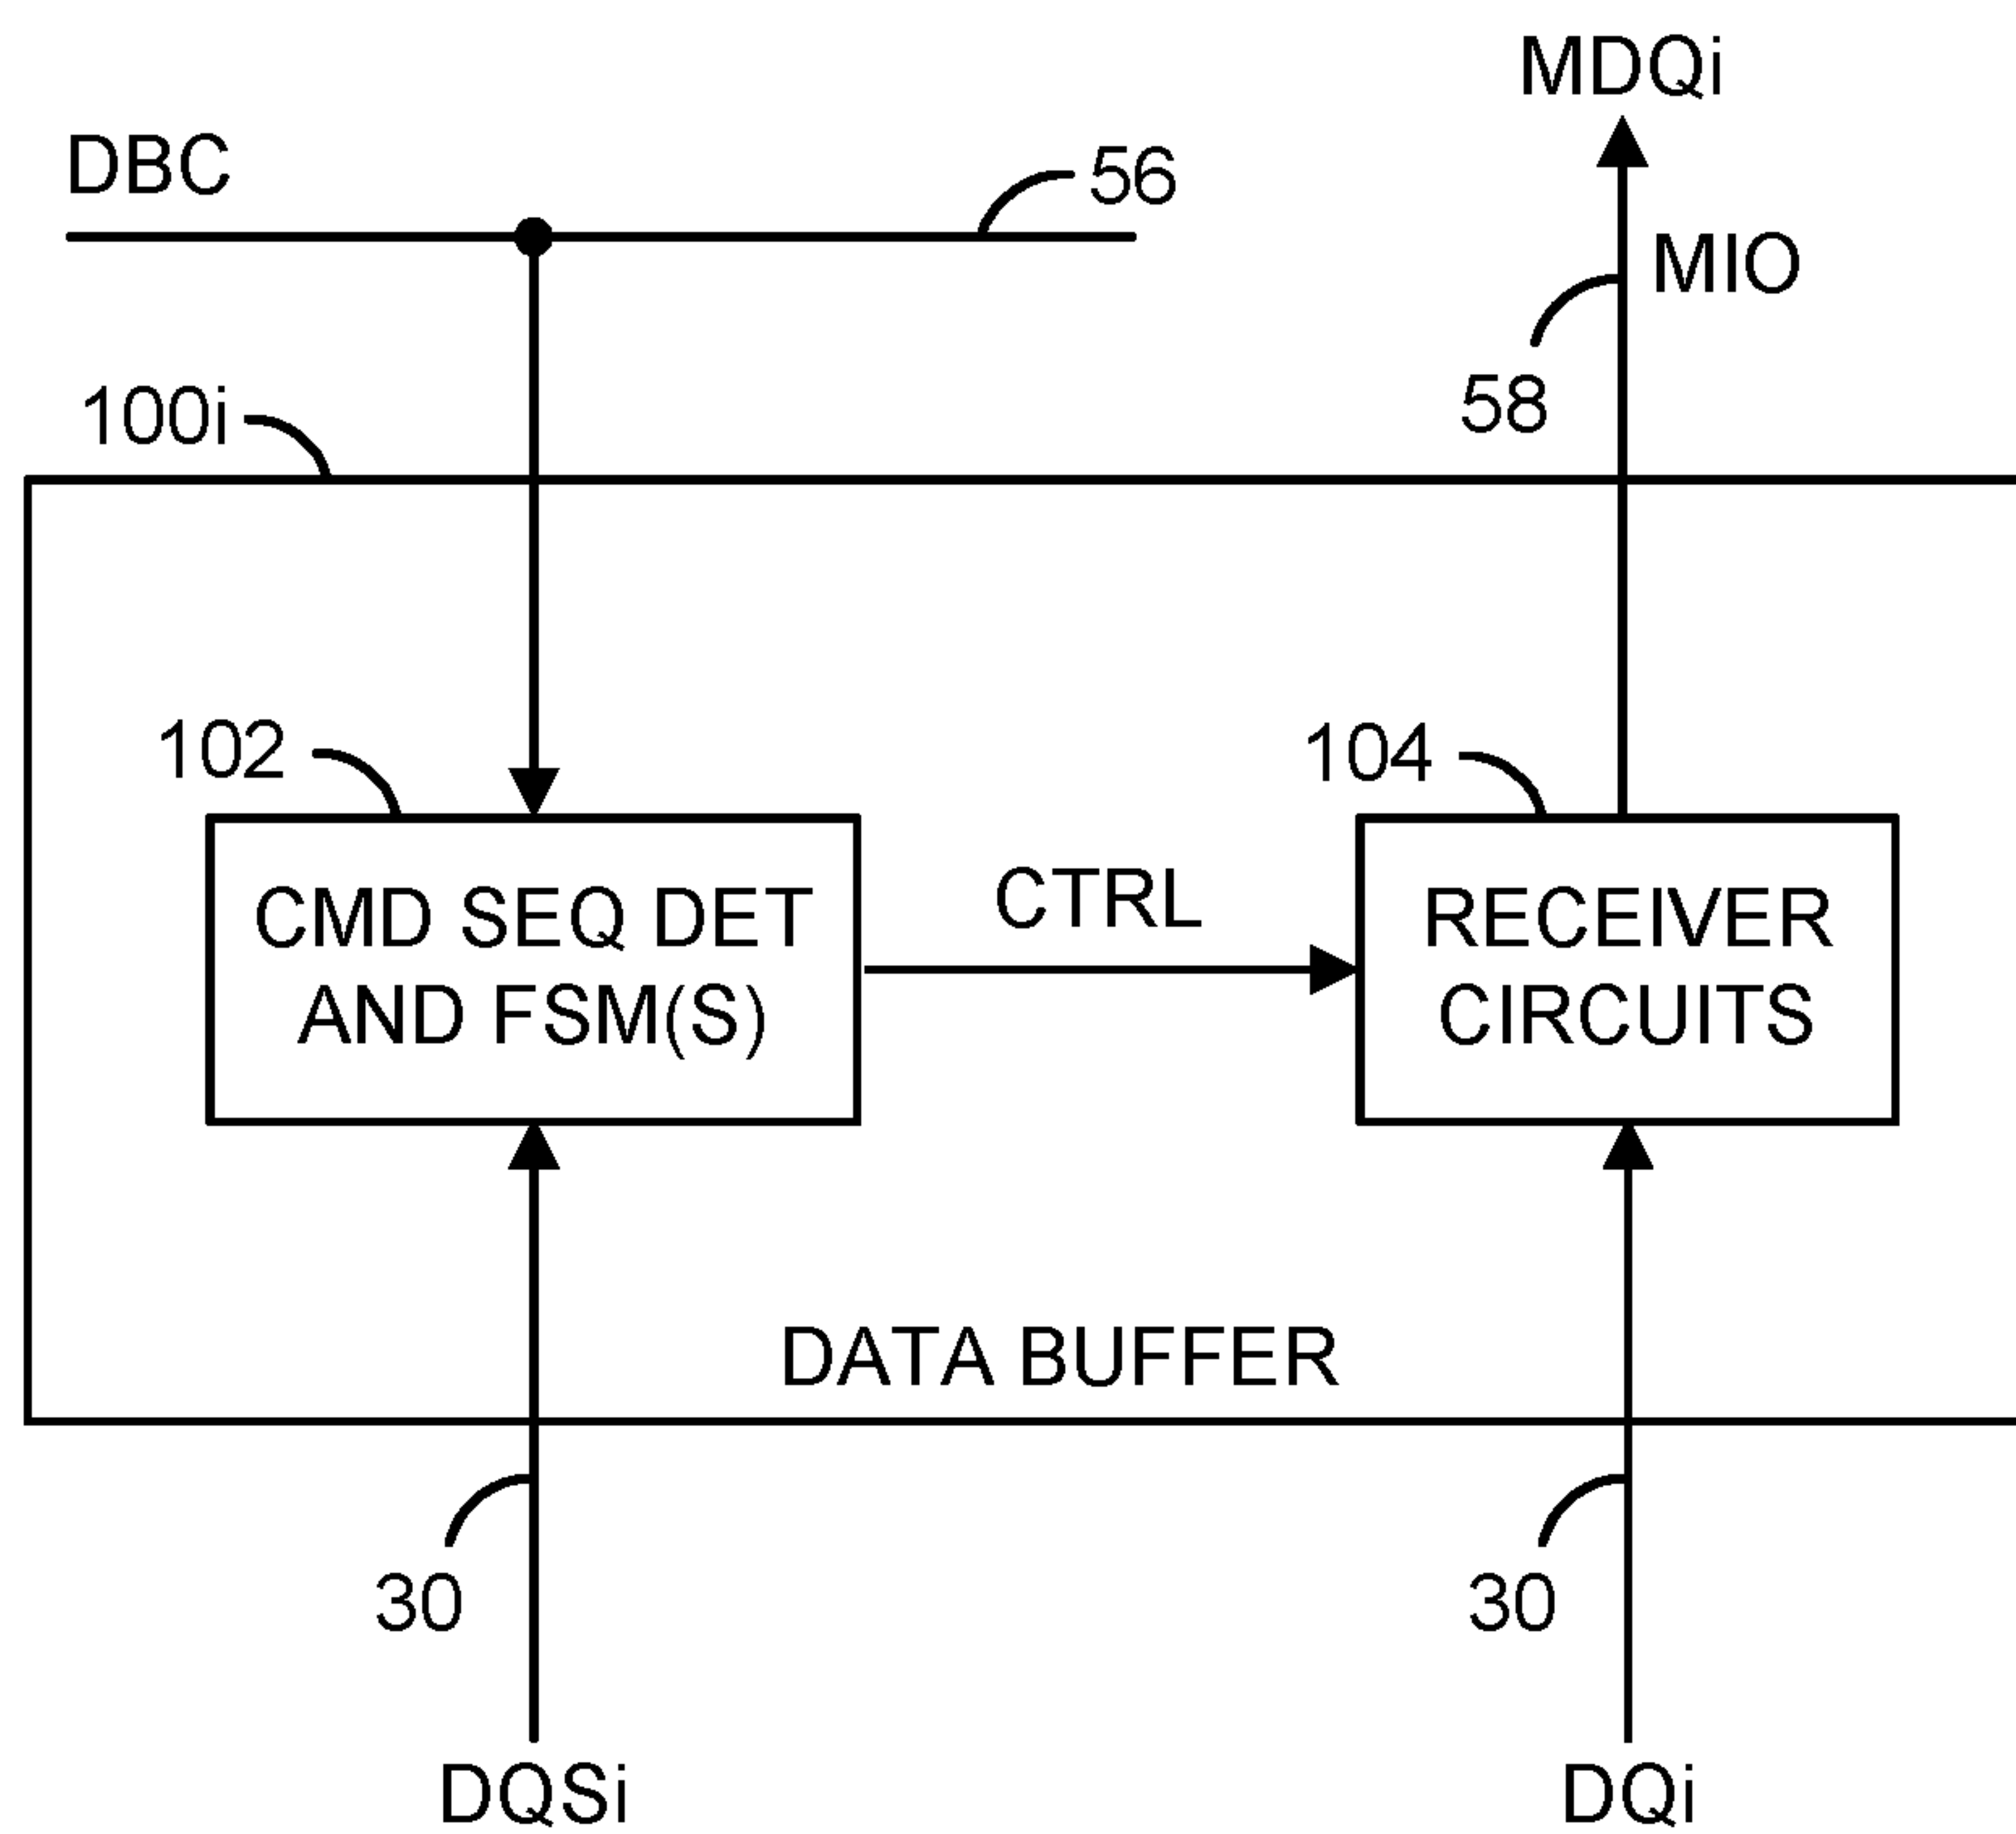 MDQi
DBC
56
MIO
58
100i
102
104
CMD SEQ DET
AND FSM(S)
CTRL
RECEIVER
CIRCUITS
DATA BUFFER
30
30
DQSi
DQi